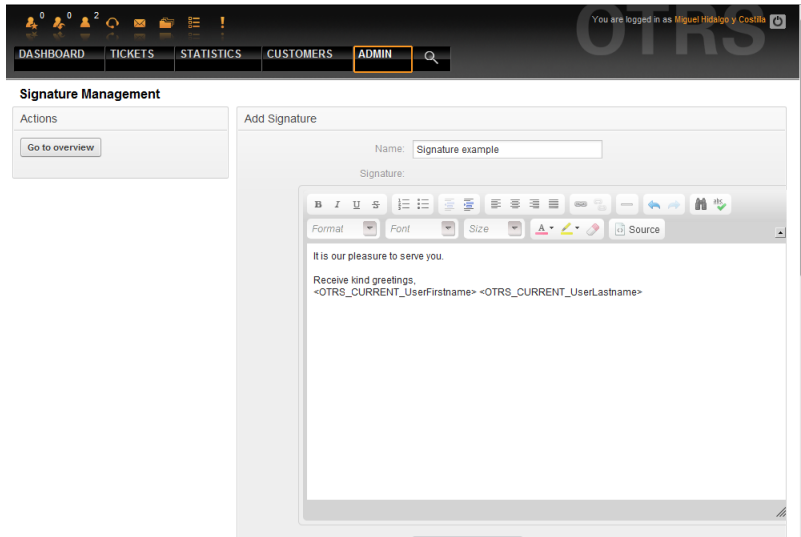 0 0 2
You are logged in as Miguel Hidalgo y Costilla
OTRS
DASHBOARD TICKETS STATISTICS CUSTOMERS ADMIN
Signature Management
Actions
Go to overview
Add Signature
Name: Signature example
Signature:
B I U S
abc
Format Font Size A Source
It is our pleasure to serve you.
Receive kind greetings,
<OTRS_CURRENT_UserFirstname> <OTRS_CURRENT_UserLastname>